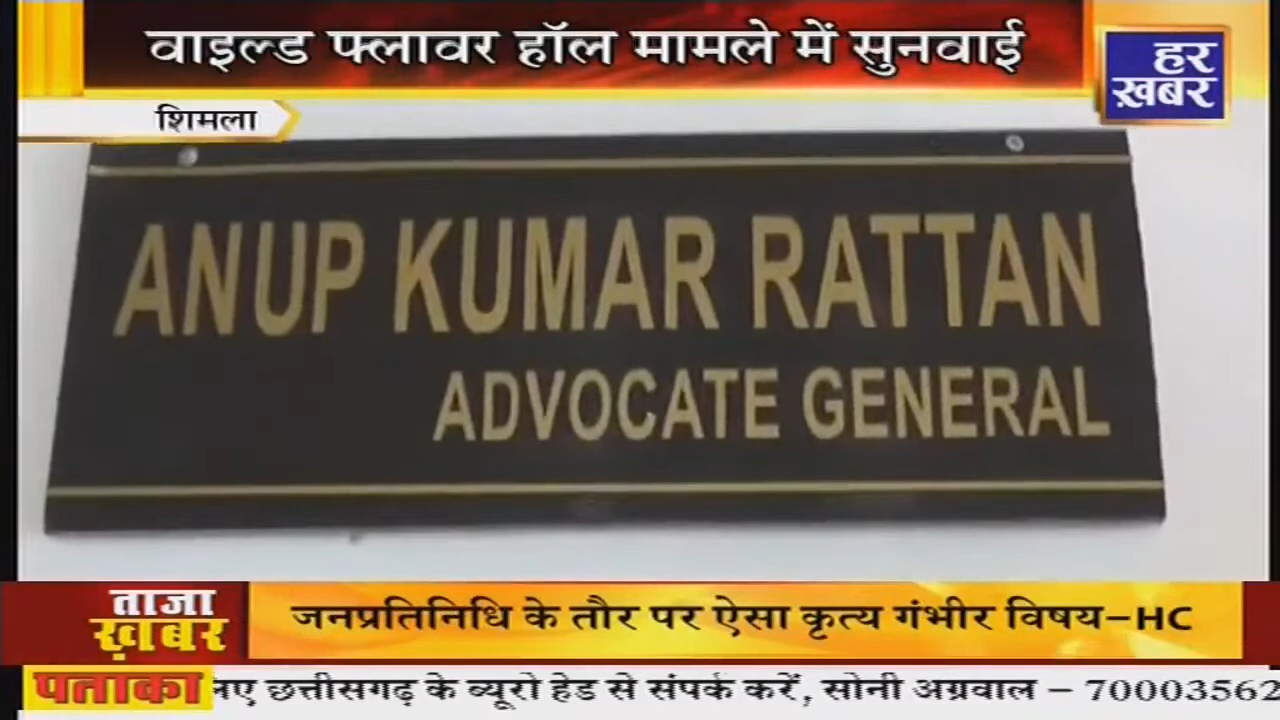 वाइल्ड फ्लावर हॉल मामले में सुनवाई
हर
ख़बर
शिमला
ANUP KUMAR RATTAN
ADVOCATE GENERAL
ताजा
ख़बर
जनप्रतिनिधि के तौर पर ऐसा कृत्य गंभीर विषय-HC
पताका
लिए छत्तीसगढ़ के ब्यूरो हेड से संपर्क करें, सोनी अग्रवाल - 70003562